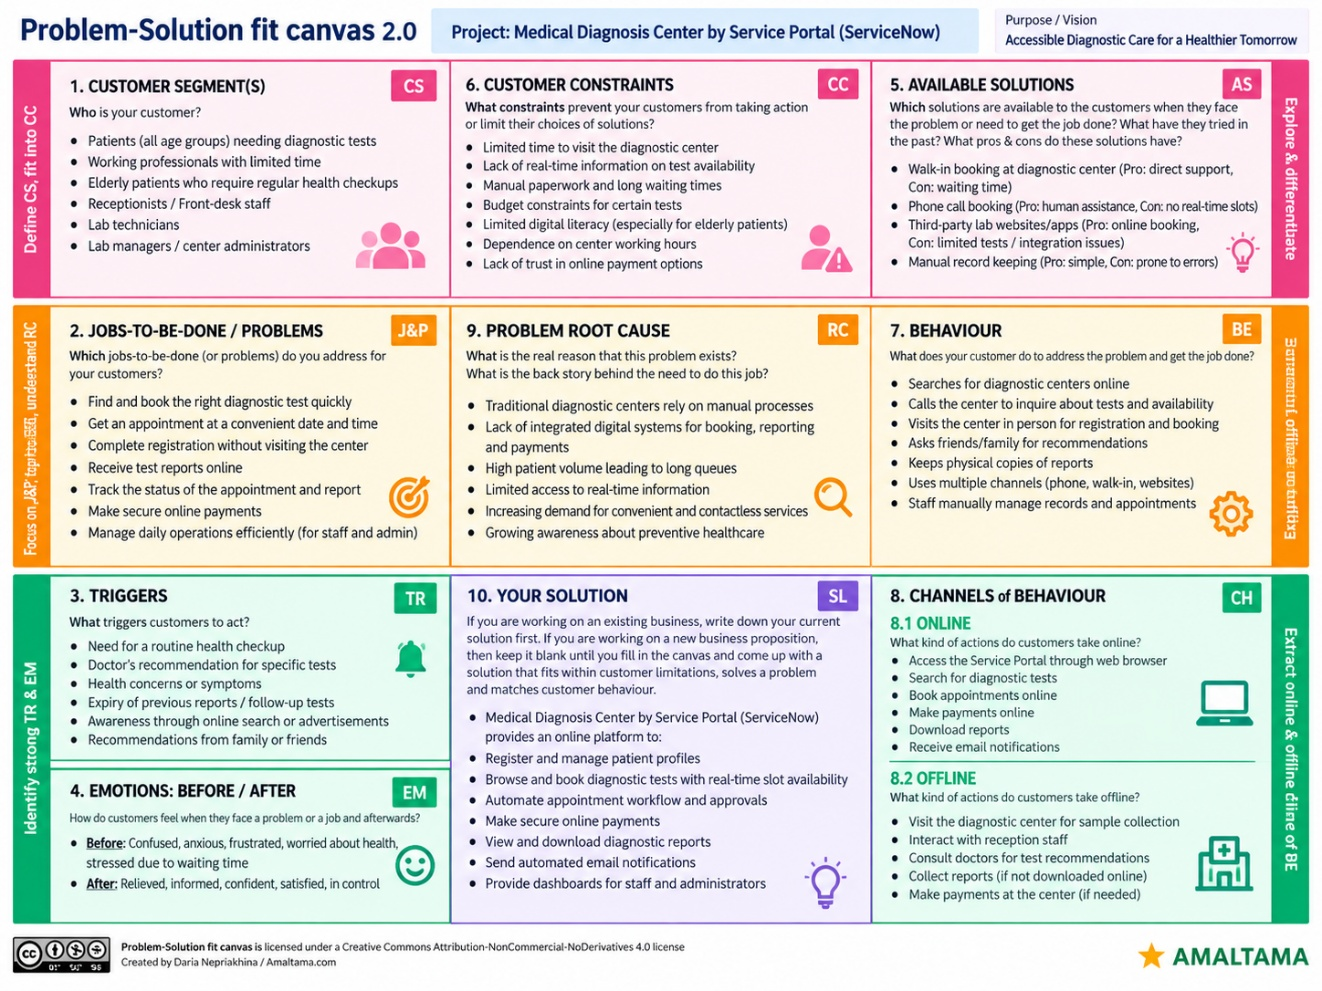 Problem-Solution fit canvas 2.0
Project: Medical Diagnosis Center by Service Portal (ServiceNow)
Purpose / Vision
Accessible Diagnostic Care for a Healthier Tomorrow
Define CS, fit into CC
1. CUSTOMER SEGMENT(S)
CS
Who is your customer?
• Patients (all age groups) needing diagnostic tests
• Working professionals with limited time
• Elderly patients who require regular health checkups
• Receptionists / Front-desk staff
• Lab technicians
• Lab managers / center administrators
6. CUSTOMER CONSTRAINTS
CC
What constraints prevent your customers from taking action
or limit their choices of solutions?
• Limited time to visit the diagnostic center
• Lack of real-time information on test availability
• Manual paperwork and long waiting times
• Budget constraints for certain tests
• Limited digital literacy (especially for elderly patients)
• Dependence on center working hours
• Lack of trust in online payment options
5. AVAILABLE SOLUTIONS
AS
Which solutions are available to the customers when they face
the problem or need to get the job done? What have they tried in
the past? What pros & cons do these solutions have?
• Walk-in booking at diagnostic center (Pro: direct support,
Con: waiting time)
• Phone call booking (Pro: human assistance, Con: no real-time slots)
• Third-party lab websites/apps (Pro: online booking,
Con: limited tests / integration issues)
• Manual record keeping (Pro: simple, Con: prone to errors)
Explore & differentiate
Focus on J&P, understand RC
2. JOBS-TO-BE-DONE / PROBLEMS
J&P
Which jobs-to-be-done (or problems) do you address for
your customers?
• Find and book the right diagnostic test quickly
• Get an appointment at a convenient date and time
• Complete registration without visiting the center
• Receive test reports online
• Track the status of the appointment and report
• Make secure online payments
• Manage daily operations efficiently (for staff and admin)
9. PROBLEM ROOT CAUSE
RC
What is the real reason that this problem exists?
What is the back story behind the need to do this job?
• Traditional diagnostic centers rely on manual processes
• Lack of integrated digital systems for booking, reporting
and payments
• High patient volume leading to long queues
• Limited access to real-time information
• Increasing demand for convenient and contactless services
• Growing awareness about preventive healthcare
7. BEHAVIOUR
BE
What does your customer do to address the problem and get the job done?
• Searches for diagnostic centers online
• Calls the center to inquire about tests and availability
• Visits the center in person for registration and booking
• Asks friends/family for recommendations
• Keeps physical copies of reports
• Uses multiple channels (phone, walk-in, websites)
• Staff manually manage records and appointments
Identify strong TR & EM
3. TRIGGERS
TR
What triggers customers to act?
• Need for a routine health checkup
• Doctor's recommendation for specific tests
• Health concerns or symptoms
• Expiry of previous reports / follow-up tests
• Awareness through online search or advertisements
• Recommendations from family or friends
4. EMOTIONS: BEFORE / AFTER
EM
How do customers feel when they face a problem or a job and afterwards?
• Before: Confused, anxious, frustrated, worried about health,
stressed due to waiting time
• After: Relieved, informed, confident, satisfied, in control
10. YOUR SOLUTION
SL
If you are working on an existing business, write down your current
solution first. If you are working on a new business proposition,
then keep it blank until you fill in the canvas and come up with a
solution that fits within customer limitations, solves a problem
and matches customer behaviour.
• Medical Diagnosis Center by Service Portal (ServiceNow)
provides an online platform to:
• Register and manage patient profiles
• Browse and book diagnostic tests with real-time slot availability
• Automate appointment workflow and approvals
• Make secure online payments
• View and download diagnostic reports
• Send automated email notifications
• Provide dashboards for staff and administrators
8. CHANNELS of BEHAVIOUR
CH
8.1 ONLINE
What kind of actions do customers take online?
• Access the Service Portal through web browser
• Search for diagnostic tests
• Book appointments online
• Make payments online
• Download reports
• Receive email notifications
8.2 OFFLINE
What kind of actions do customers take offline?
• Visit the diagnostic center for sample collection
• Interact with reception staff
• Consult doctors for test recommendations
• Collect reports (if not downloaded online)
• Make payments at the center (if needed)
Extract online & offline of BE
Problem-Solution fit canvas is licensed under a Creative Commons Attribution-NonCommercial-NoDerivatives 4.0 license
Created by Daria Nepriakhina / Amaltama.com
AMALTAMA